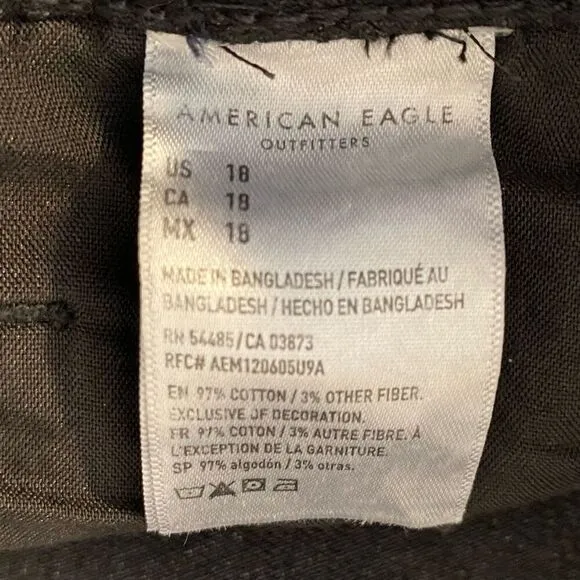 AMERICAN EAGLE
OUTFITTERS
US 18
CA 18
MX 18
MADE IN BANGLADESH / FABRIQUÉ AU
BANGLADESH / HECHO EN BANGLADESH
RN 54485/CA 03873
RFC# AEM120605U9A
EN 97% COTTON / 3% OTHER FIBER.
EXCLUSIVE OF DECORATION.
FR 97% COTON / 3% AUTRE FIBRE. À
L'EXCEPTION DE LA GARNITURE.
SP 97% algodón / 3% otras.